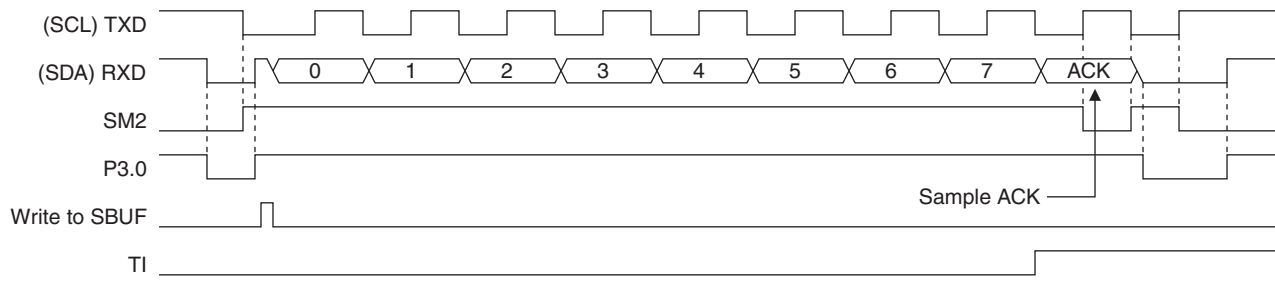 (SCL) TXD
(SDA) RXD 0 1 2 3 4 5 6 7 ACK
SM2
P3.0
Sample ACK
Write to SBUF
TI